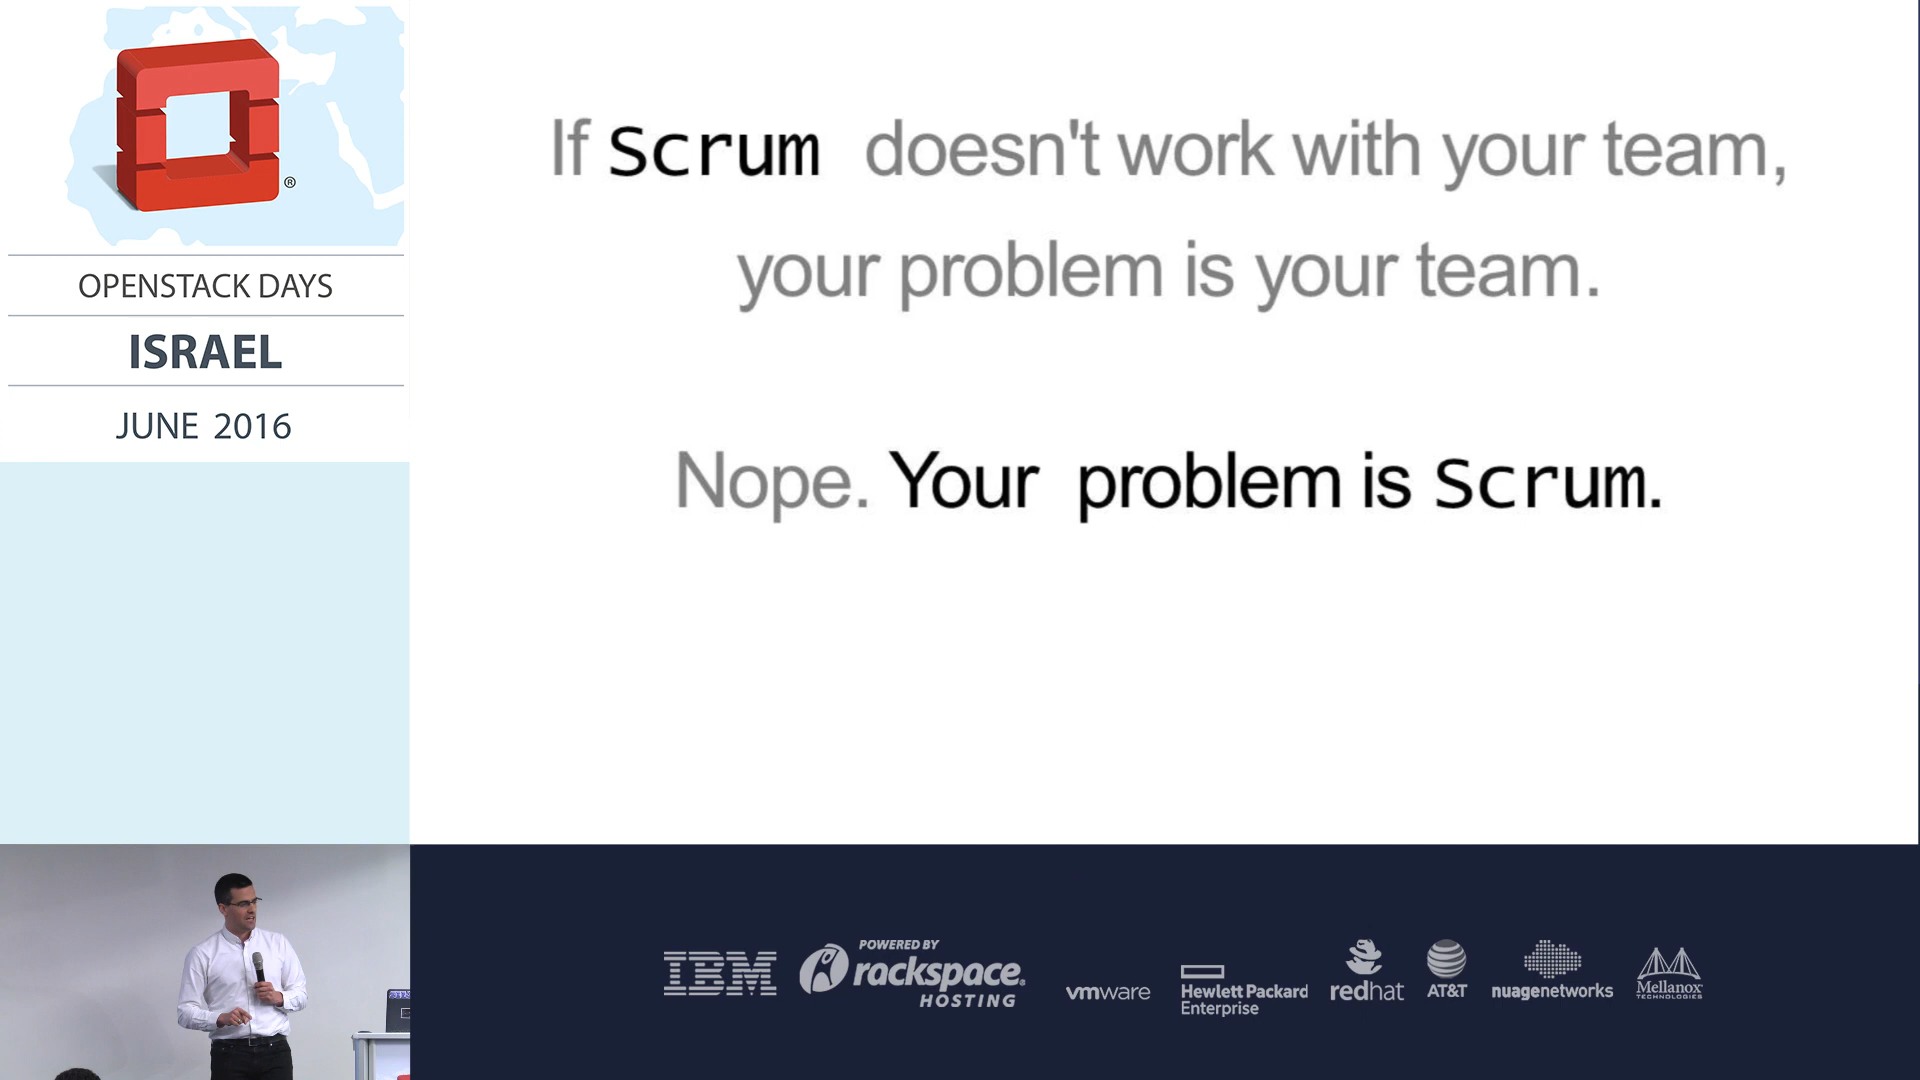 ®
OPENSTACK DAYS
ISRAEL
JUNE 2016
If Scrum doesn't work with your team,
your problem is your team.
Nope. Your problem is Scrum.
IBM
POWERED BY
rackspace®
HOSTING
vmware
Hewlett Packard
Enterprise
redhat
AT&T
nuagenetworks
Mellanox
TECHNOLOGIES